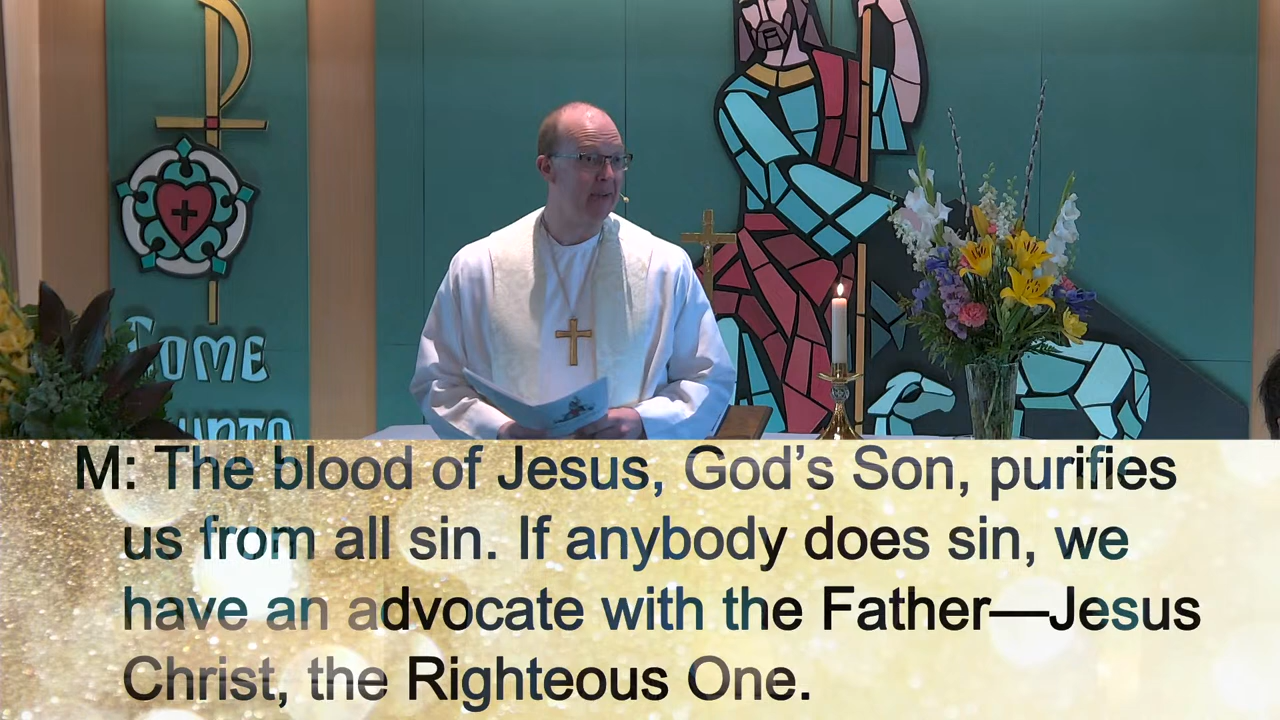 COME
UNTO
M: The blood of Jesus, God’s Son, purifies
us from all sin. If anybody does sin, we
have an advocate with the Father—Jesus
Christ, the Righteous One.